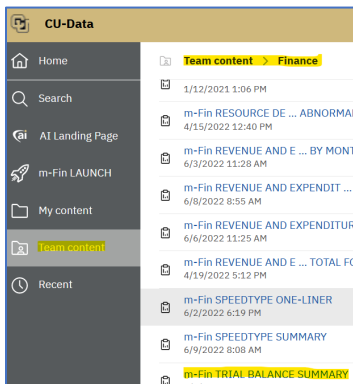 CU-Data
Home
Search
AI Landing Page
m-Fin LAUNCH
My content
Team content
Recent
Team content > Finance
1/12/2021 1:06 PM
m-Fin RESOURCE DE ... ABNORMA
4/15/2022 12:40 PM
m-Fin REVENUE AND E ... BY MONT
6/3/2022 11:28 AM
m-Fin REVENUE AND EXPENDIT ...
6/8/2022 8:55 AM
m-Fin REVENUE AND EXPENDITUR
6/6/2022 11:25 AM
m-Fin REVENUE AND E ... TOTAL FO
4/19/2022 5:12 PM
m-Fin SPEEDTYPE ONE-LINER
6/2/2022 6:19 PM
m-Fin SPEEDTYPE SUMMARY
6/9/2022 8:08 AM
m-Fin TRIAL BALANCE SUMMARY